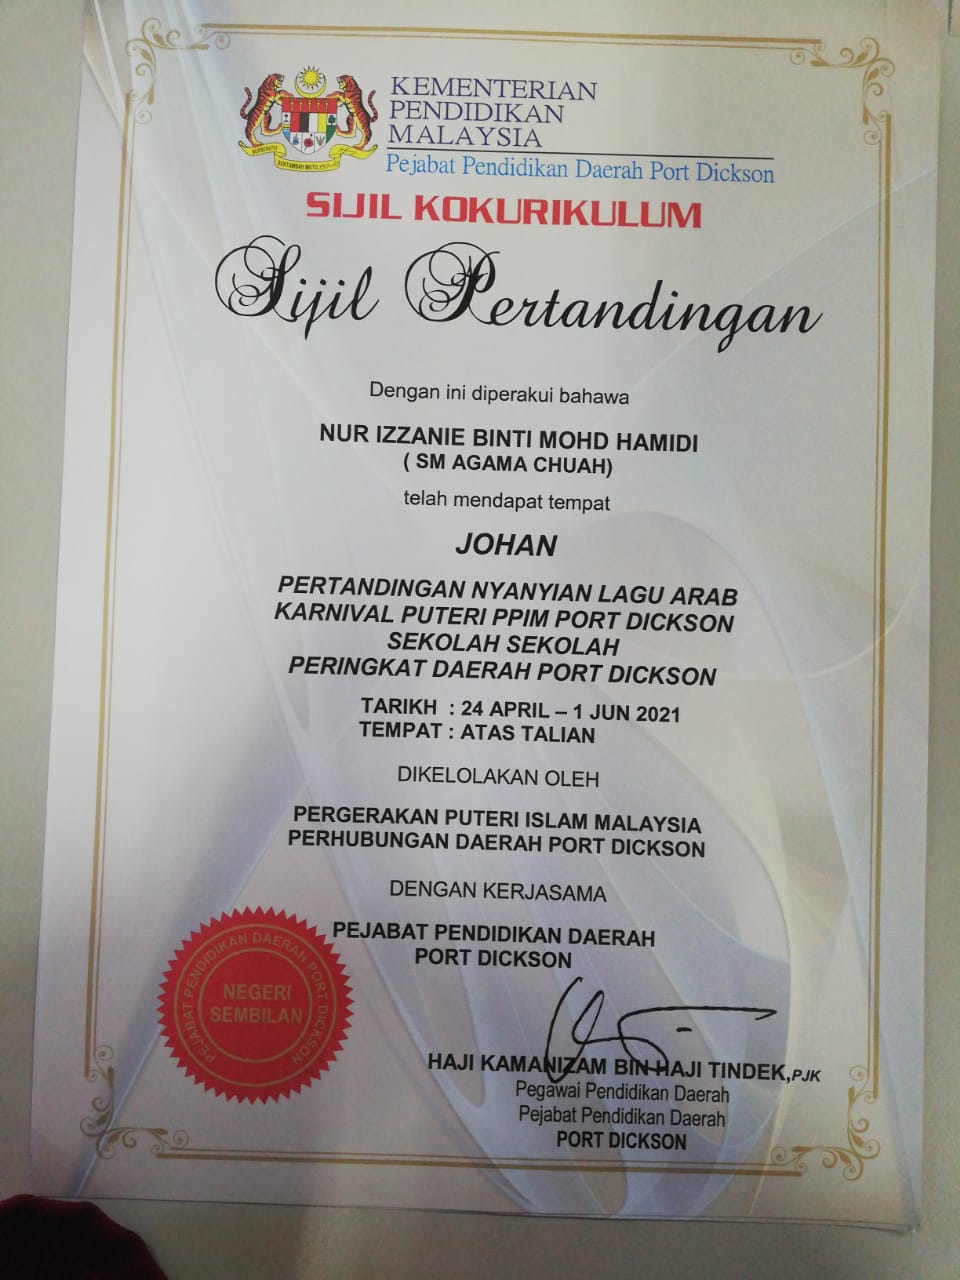 KEMENTERIAN
PENDIDIKAN
MALAYSIA
Pejabat Pendidikan Daerah Port Dickson
SIJIL KOKURIKULUM
Sijil Pertandingan
Dengan ini diperakui bahawa
NUR IZZANIE BINTI MOHD HAMIDI
( SM AGAMA CHUAH)
telah mendapat tempat
JOHAN
PERTANDINGAN NYANYIAN LAGU ARAB
KARNIVAL PUTERI PPIM PORT DICKSON
SEKOLAH SEKOLAH
PERINGKAT DAERAH PORT DICKSON
TARIKH : 24 APRIL – 1 JUN 2021
TEMPAT : ATAS TALIAN
DIKELOLAKAN OLEH
PERGERAKAN PUTERI ISLAM MALAYSIA
PERHUBUNGAN DAERAH PORT DICKSON
DENGAN KERJASAMA
PEJABAT PENDIDIKAN DAERAH
PORT DICKSON
PEJABAT PENDIDIKAN DAERAH PORT DICKSON
NEGERI
SEMBILAN
HAJI KAMANIZAM BIN HAJI TINDEK,PJK
Pegawai Pendidikan Daerah
Pejabat Pendidikan Daerah
PORT DICKSON